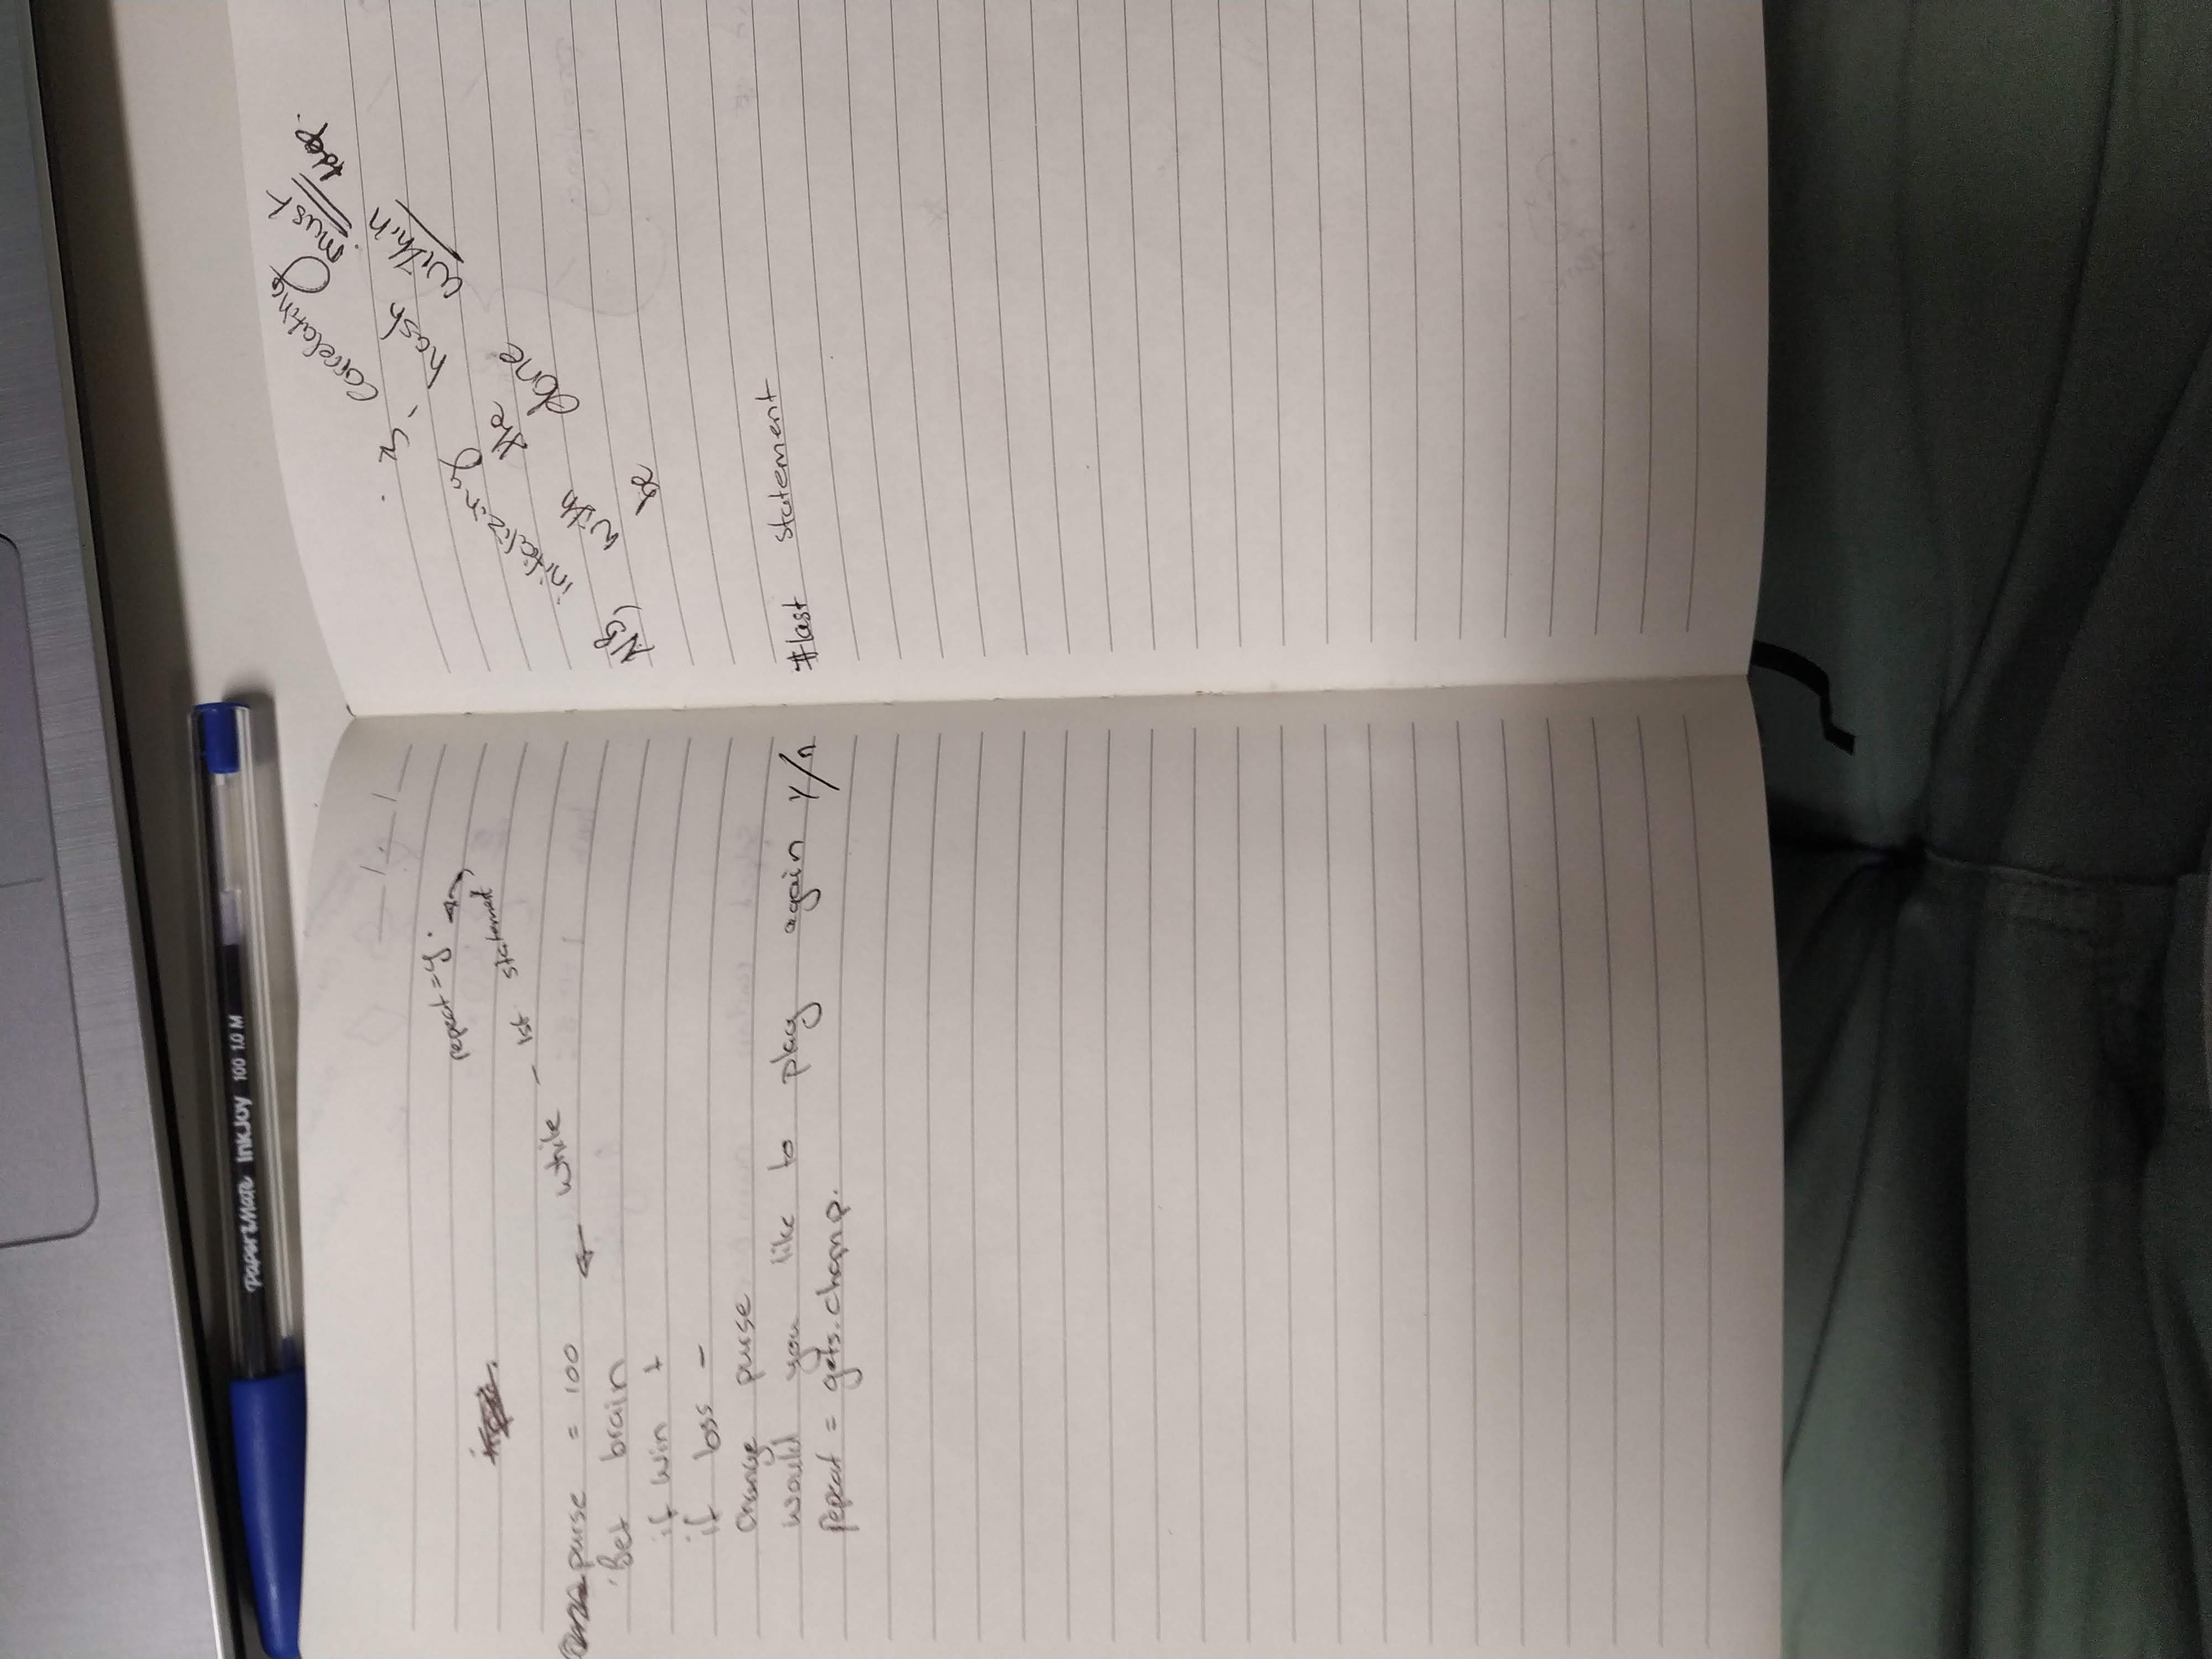 PaperMate InkJoy 100 1.0 M
__/__/__
repeat = y.
while - 1st statement
purse = 100
Bet brain
if win +
if loss -
change purse
would you like to play again y/n
repeat = gets.chomp.
NB, initializing & correlating
with the hash must
be done within
#last statement